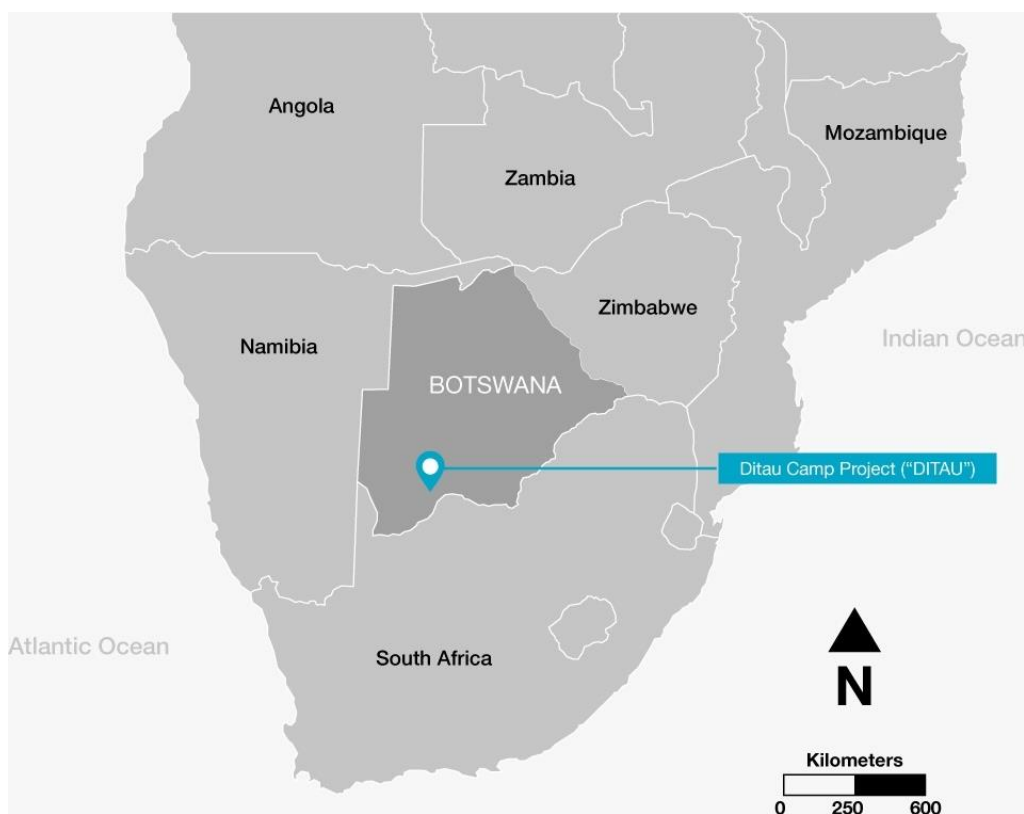 Angola
Mozambique
Zambia
Zimbabwe
Namibia
Indian Ocean
BOTSWANA
Ditau Camp Project (“DITAU”)
Atlantic Ocean
South Africa
N
Kilometers
0 250 600